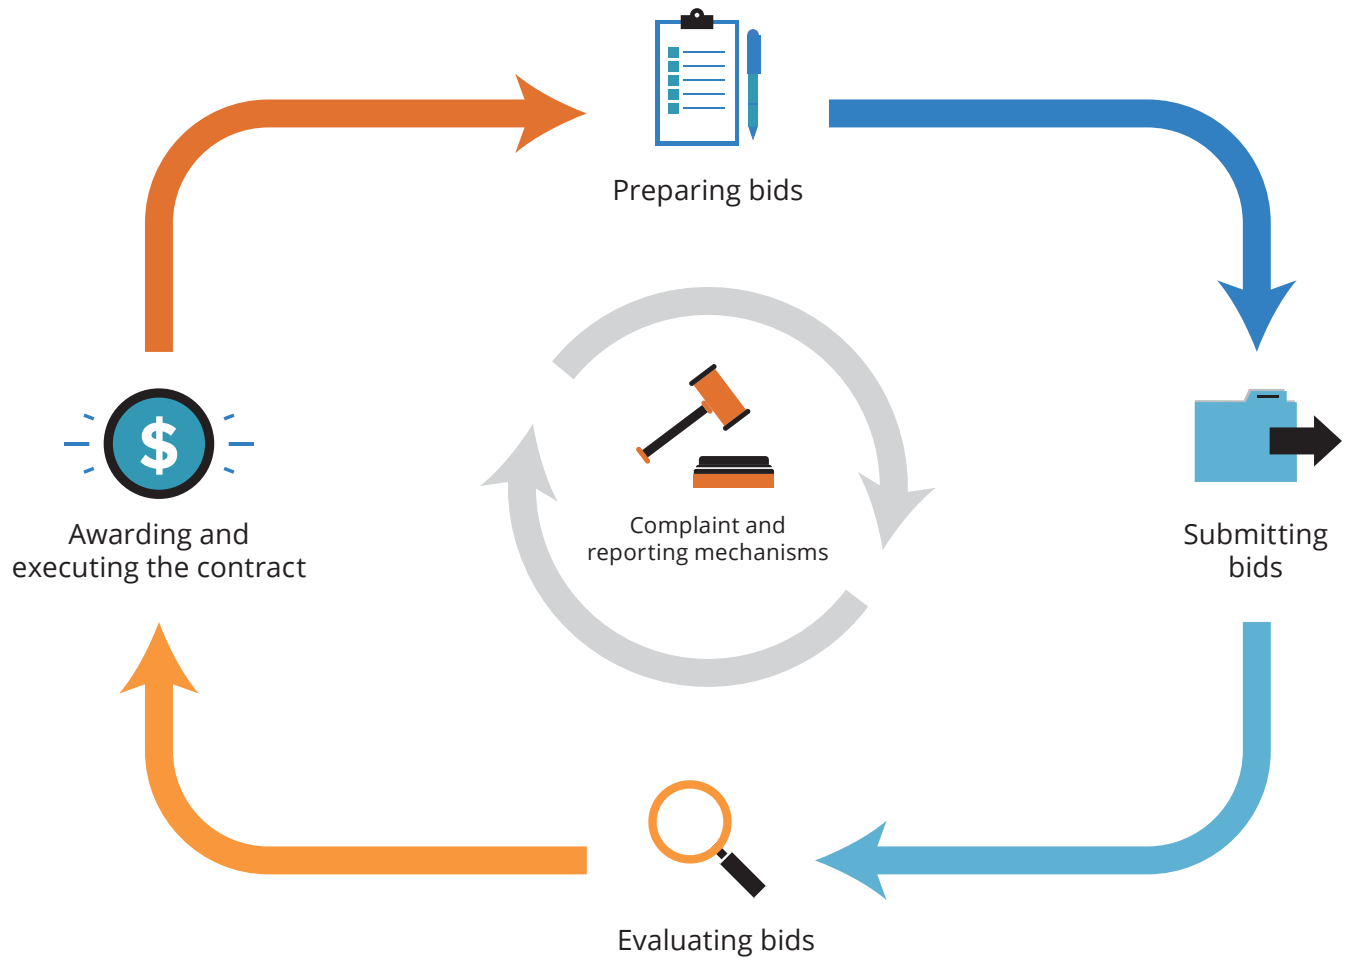 Preparing bids
Awarding and
executing the contract
$
Complaint and
reporting mechanisms
Submitting
bids
Evaluating bids